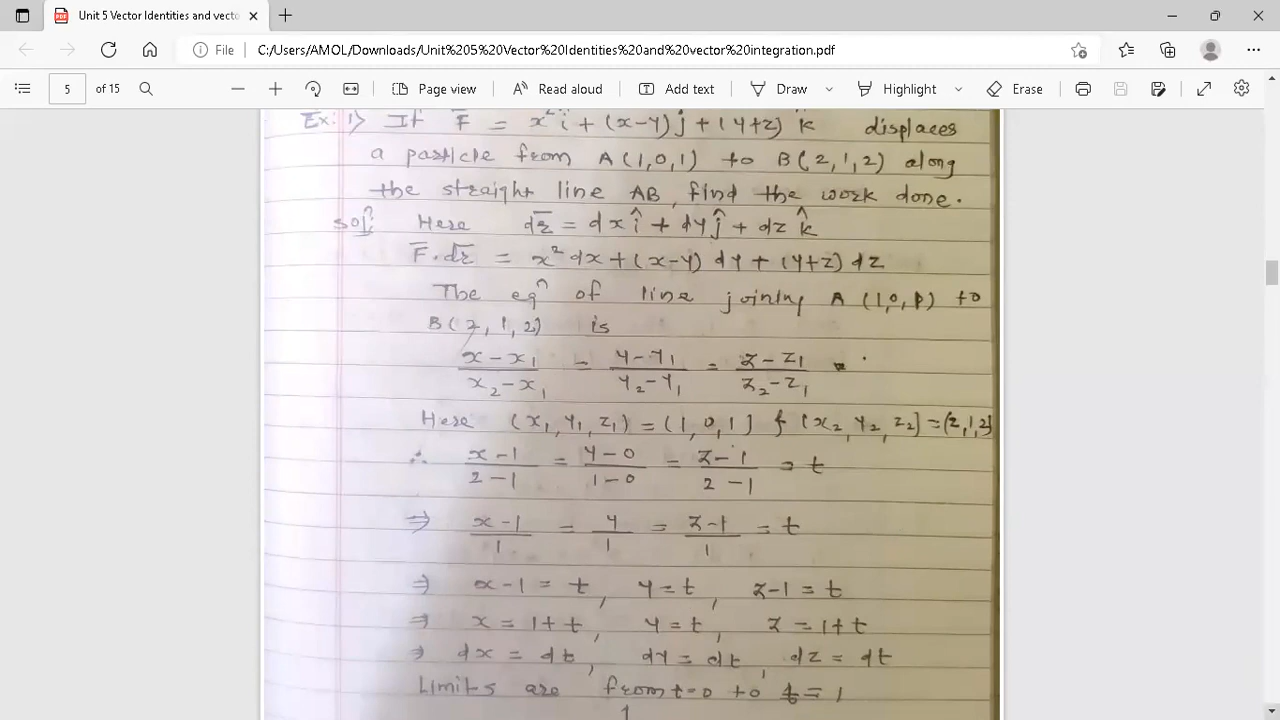 Unit 5 Vector Identities and vecto
File C:/Users/AMOL/Downloads/Unit%205%20Vector%20Identities%20and%20vector%20integration.pdf
5 of 15 Page view Read aloud Add text Draw Highlight Erase
Ex: 1) If F̅ = x²i + (x-y)j + (y+z) k displaces
a particle from A(1,0,1) to B(2,1,2) along
the straight line AB, find the work done.
Solⁿ: Here dr̅ = dx î + dy ĵ + dz k̂
F̅.dr̅ = x² dx + (x-y) dy + (y+z) dz
The eqⁿ of line joining A (1,0,1) to
B(2,1,2) is
(x-x₁)/(x₂-x₁) = (y-y₁)/(y₂-y₁) = (z-z₁)/(z₂-z₁)
Here (x₁, y₁, z₁) = (1,0,1) & (x₂, y₂, z₂) = (2,1,2)
∴ (x-1)/(2-1) = (y-0)/(1-0) = (z-1)/(2-1) = t
⇒ (x-1)/1 = y/1 = (z-1)/1 = t
⇒ x-1 = t, y = t, z-1 = t
⇒ x = 1+t, y = t, z = 1+t
⇒ dx = dt, dy = dt, dz = dt
Limits are from t=0 to t = 1
1